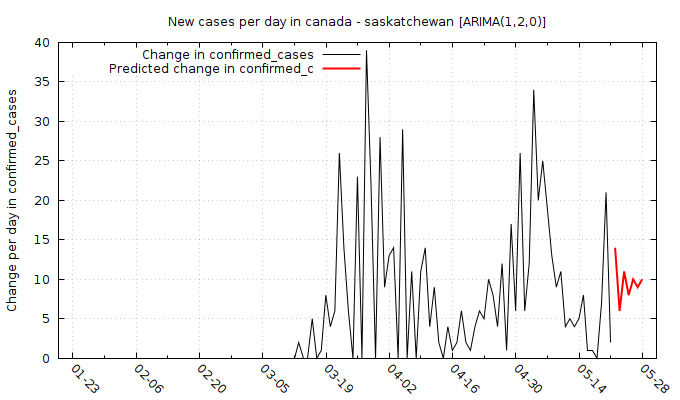 New cases per day in canada - saskatchewan [ARIMA(1,2,0)]
Change in confirmed_cases
Predicted change in confirmed_c
Change per day in confirmed_cases
40
35
30
25
20
15
10
5
0
01-23 02-06 02-20 03-05 03-19 04-02 04-16 04-30 05-14 05-28